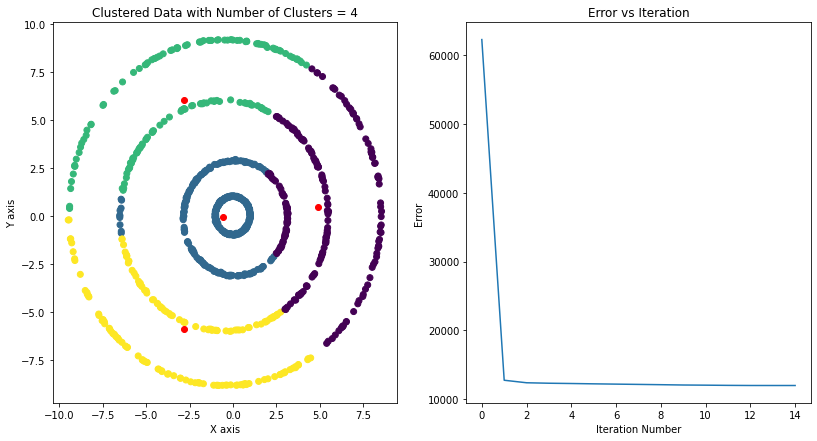 Clustered Data with Number of Clusters = 4
10.0
7.5
5.0
2.5
0.0
−2.5
−5.0
−7.5
Y axis
−10.0 −7.5 −5.0 −2.5 0.0 2.5 5.0 7.5
X axis
Error vs Iteration
60000
50000
40000
30000
20000
10000
Error
0 2 4 6 8 10 12 14
Iteration Number